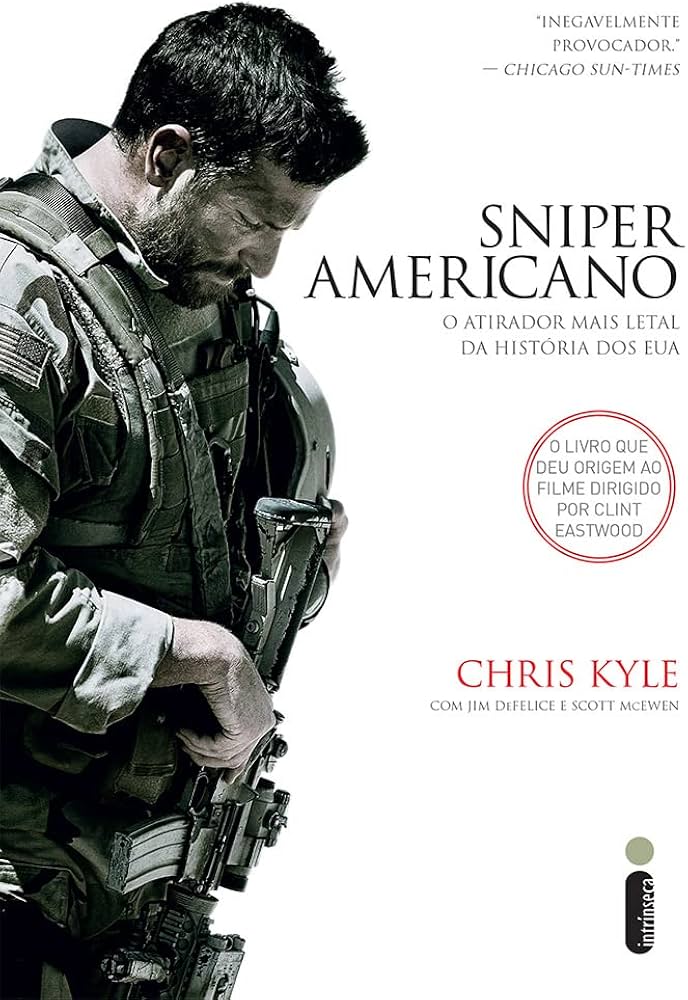 “INEGAVELMENTE
PROVOCADOR.”
— CHICAGO SUN-TIMES
SNIPER
AMERICANO
O ATIRADOR MAIS LETAL
DA HISTÓRIA DOS EUA
O LIVRO QUE
DEU ORIGEM AO
FILME DIRIGIDO
POR CLINT
EASTWOOD
CHRIS KYLE
COM JIM DeFELICE E SCOTT McEWEN
intrínseca